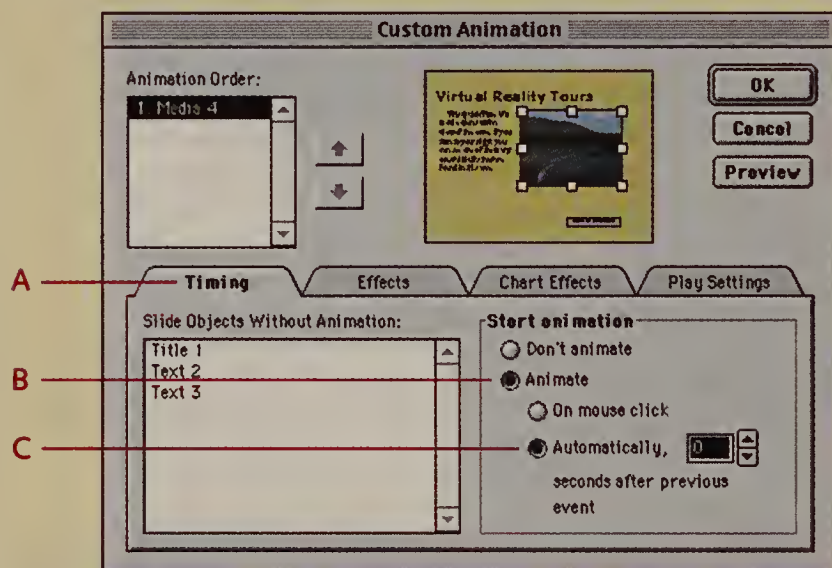 Custom Animation
Animation Order:
1. Media 4
Virtual Reality Tours
OK
Cancel
Preview
A
Timing
Effects
Chart Effects
Play Settings
Slide Objects Without Animation:
Title 1
Text 2
Text 3
Start animation
Don't animate
B
Animate
On mouse click
C
Automatically,
0
seconds after previous
event